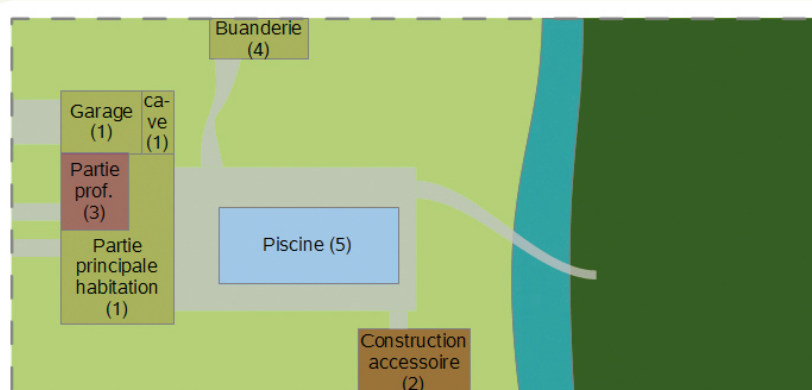 Buanderie
(4)
Garage
(1)
ca-
ve
(1)
Partie
prof.
(3)
Partie
principale
habitation
(1)
Piscine (5)
Construction
accessoire
(2)